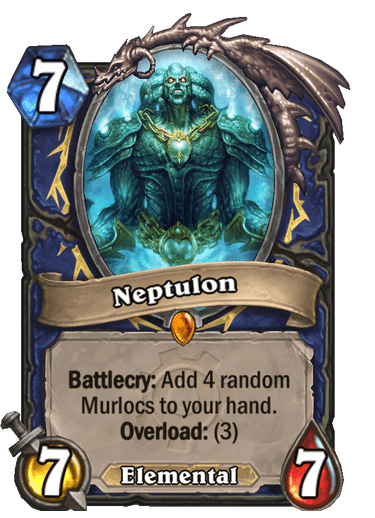 7
Neptulon
Battlecry: Add 4 random
Murlocs to your hand.
Overload: (3)
7
Elemental
7